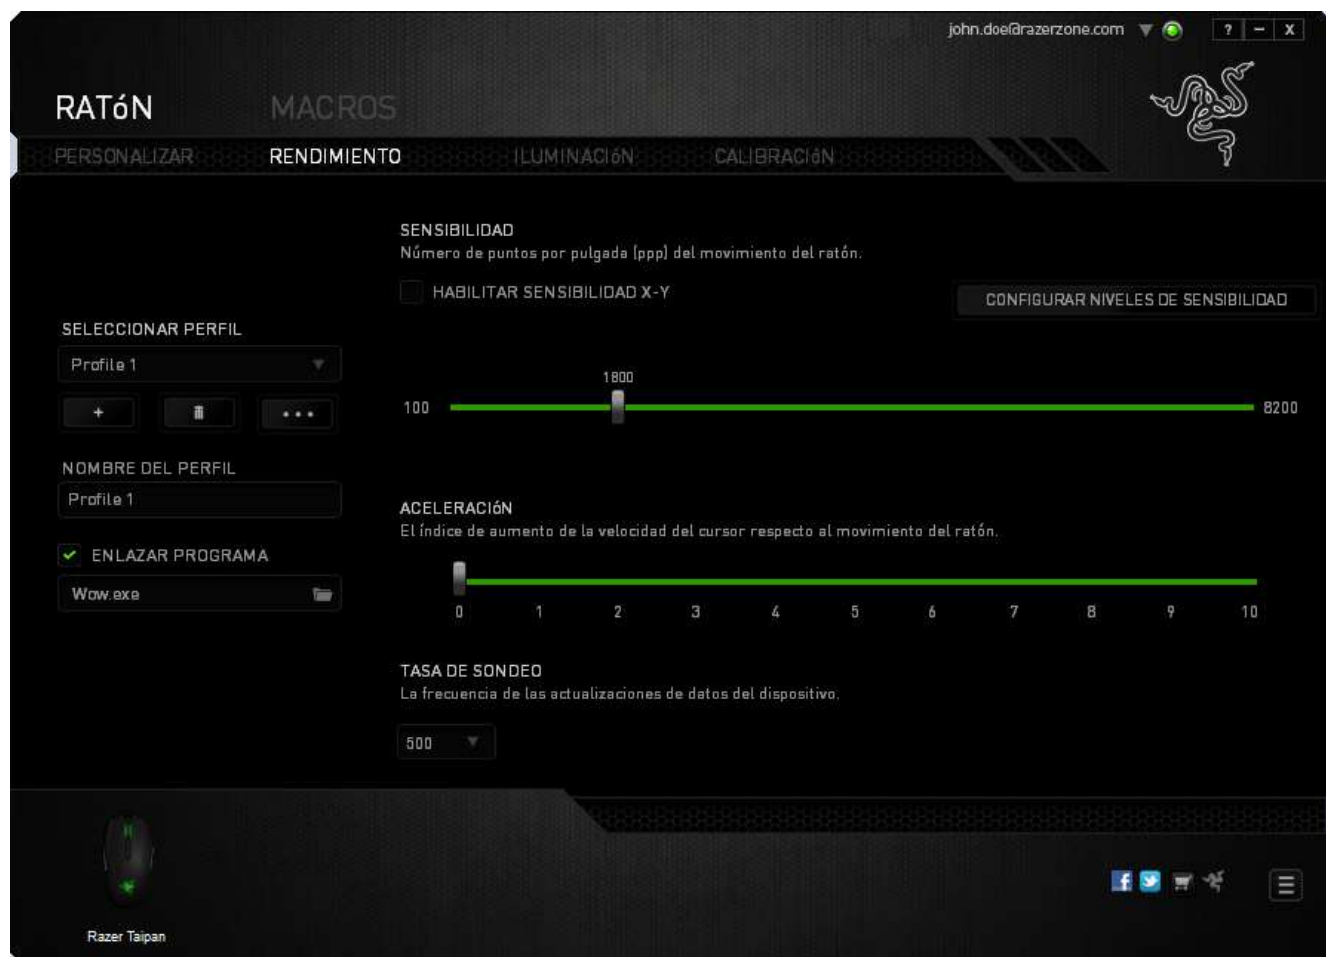 john.doe@razerzone.com
? – X
RATóN MACROS
PERSONALIZAR RENDIMIENTO ILUMINACIóN CALIBRACIóN
SENSIBILIDAD
Número de puntos por pulgada (ppp) del movimiento del ratón.
HABILITAR SENSIBILIDAD X-Y
CONFIGURAR NIVELES DE SENSIBILIDAD
SELECCIONAR PERFIL
Profile 1
1800
100 8200
NOMBRE DEL PERFIL
Profile 1
ACELERACIóN
El índice de aumento de la velocidad del cursor respecto al movimiento del ratón.
ENLAZAR PROGRAMA
Wow.exe
0 1 2 3 4 5 6 7 8 9 10
TASA DE SONDEO
La frecuencia de las actualizaciones de datos del dispositivo.
500
Razer Taipan